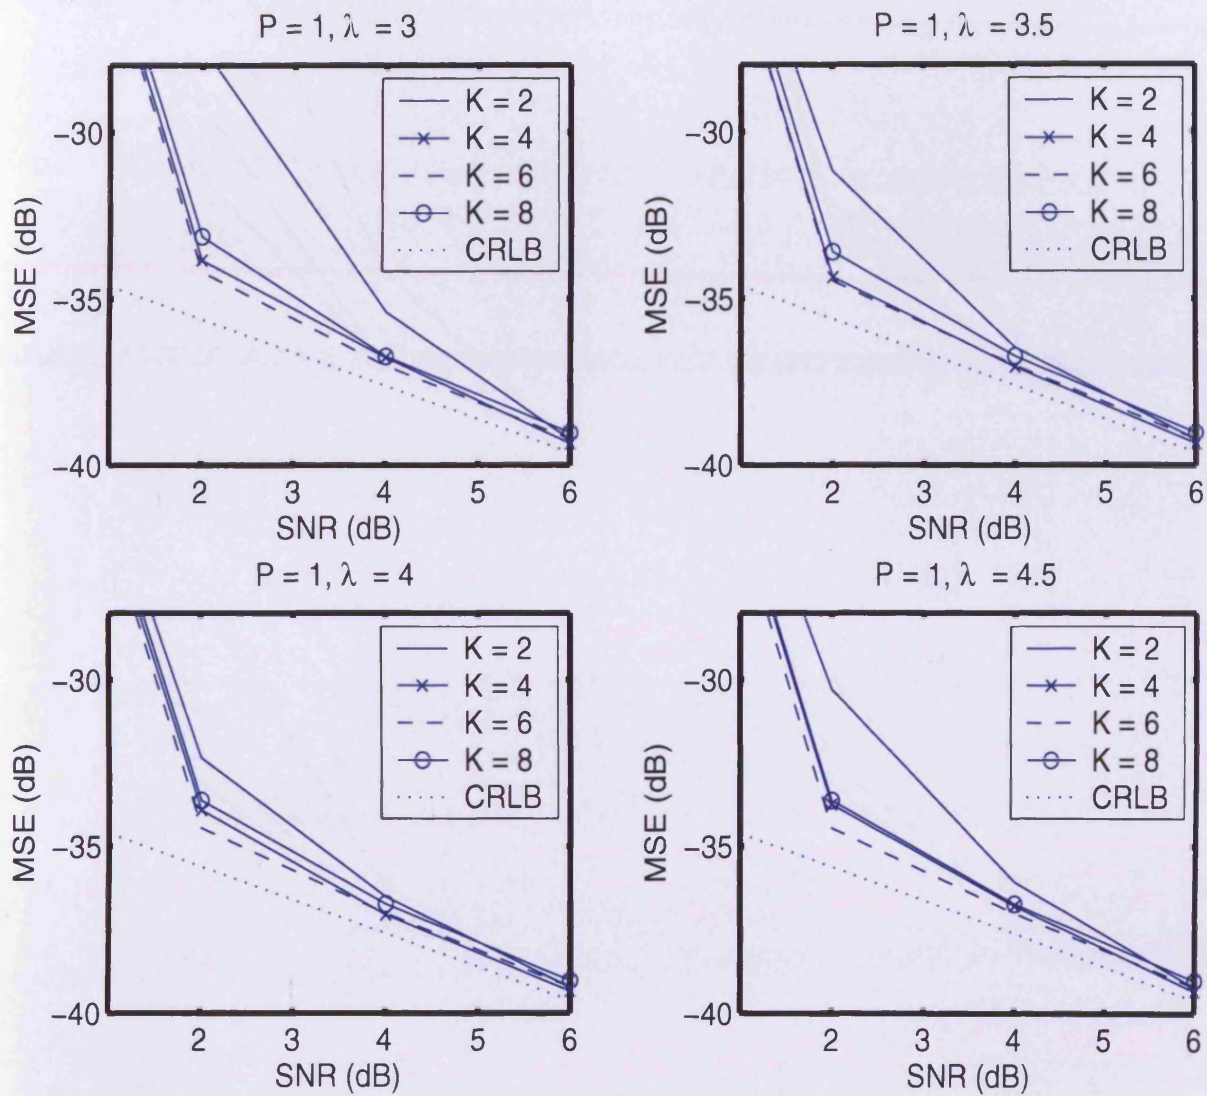 P = 1, λ = 3
-30
-35
-40
MSE (dB)
K = 2
K = 4
K = 6
K = 8
CRLB
2 3 4 5 6
SNR (dB)
P = 1, λ = 3.5
-30
-35
-40
MSE (dB)
K = 2
K = 4
K = 6
K = 8
CRLB
2 3 4 5 6
SNR (dB)
P = 1, λ = 4
-30
-35
-40
MSE (dB)
K = 2
K = 4
K = 6
K = 8
CRLB
2 3 4 5 6
SNR (dB)
P = 1, λ = 4.5
-30
-35
-40
MSE (dB)
K = 2
K = 4
K = 6
K = 8
CRLB
2 3 4 5 6
SNR (dB)